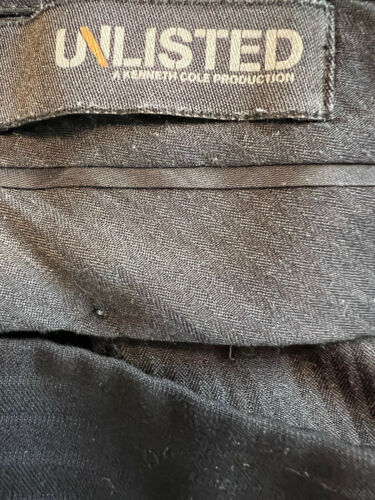 UNLISTED
A KENNETH COLE PRODUCTION